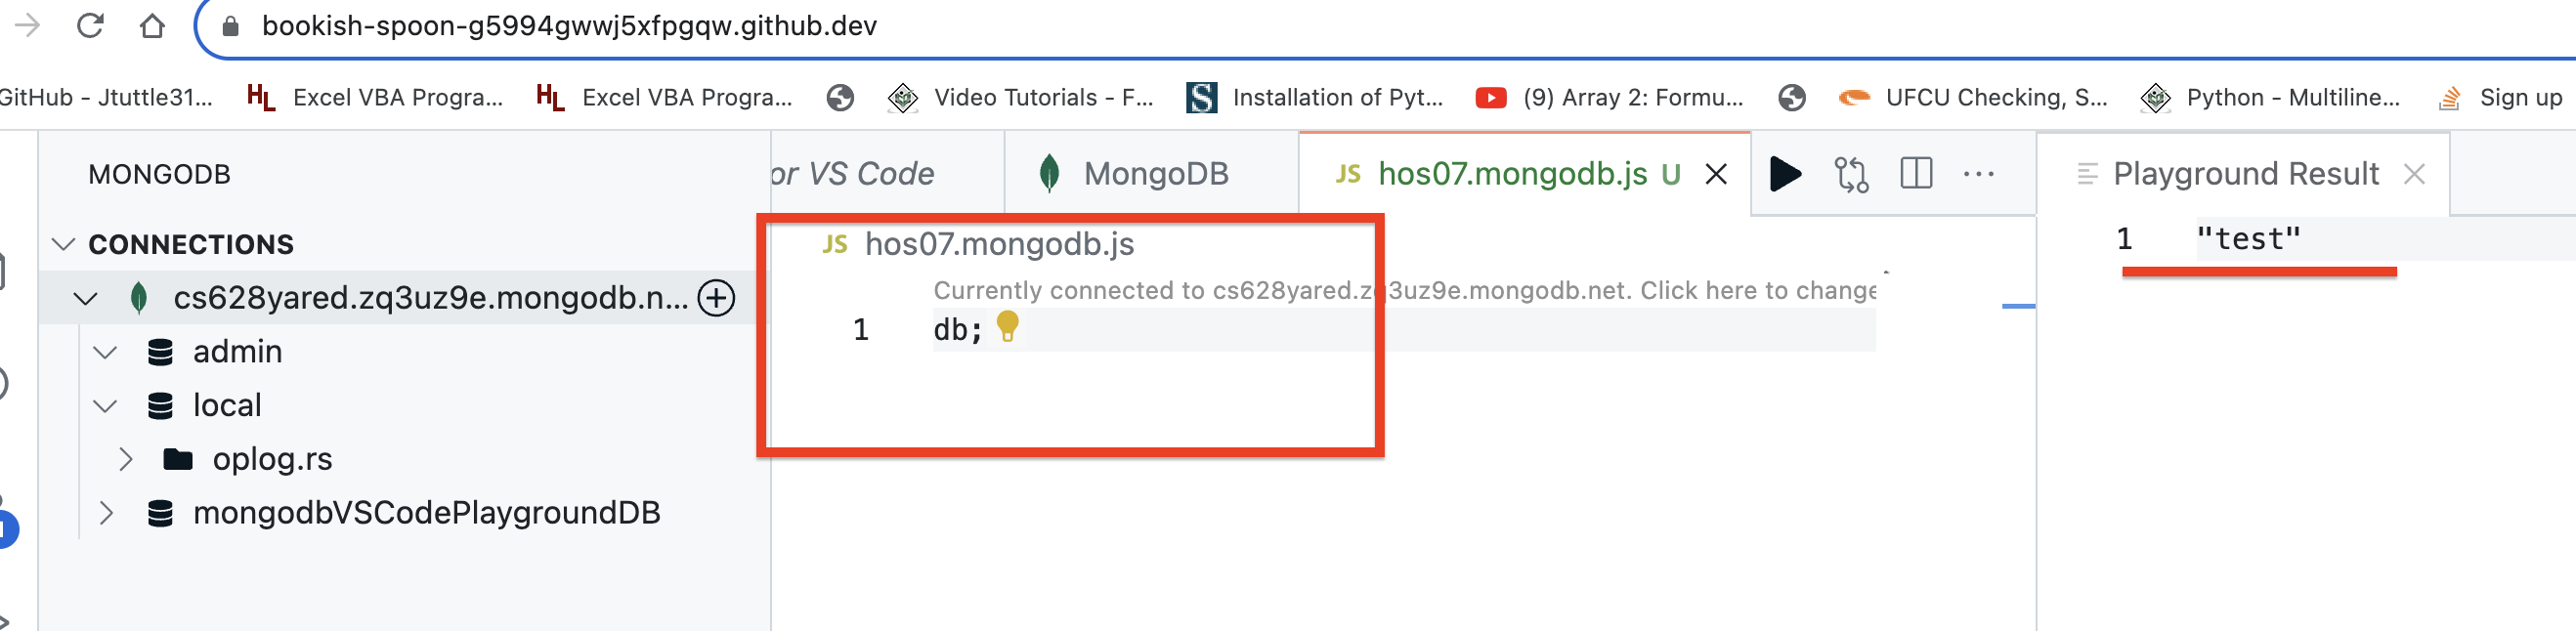 bookish-spoon-g5994gwwj5xfpgqw.github.dev
GitHub - Jtuttle31... HL Excel VBA Progra... HL Excel VBA Progra... Video Tutorials - F... S Installation of Pyt... (9) Array 2: Formu... UFCU Checking, S... Python - Multiline... Sign up
MONGODB
or VS Code
MongoDB
JS hos07.mongodb.js U
Playground Result
CONNECTIONS
cs628yared.zq3uz9e.mongodb.n...
admin
local
oplog.rs
mongodbVSCodePlaygroundDB
JS hos07.mongodb.js
Currently connected to cs628yared.zq3uz9e.mongodb.net. Click here to change
1 db;
1 "test"